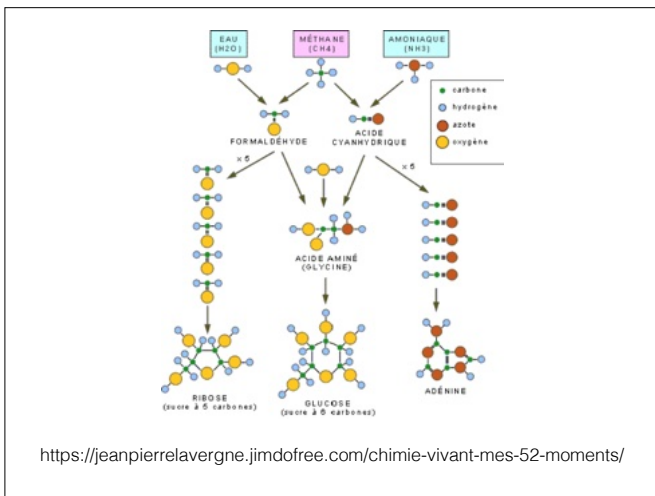 EAU
(H2O)
MÉTHANE
(CH4)
AMONIAQUE
(NH3)
carbone
hydrogène
azote
oxygène
FORMALDÉHYDE
ACIDE
CYANHYDRIQUE
x 5
x 5
ACIDE AMINÉ
(GLYCINE)
RIBOSE
(sucre à 5 carbones)
GLUCOSE
(sucre à 6 carbones)
ADÉNINE
https://jeanpierrelavergne.jimdofree.com/chimie-vivant-mes-52-moments/